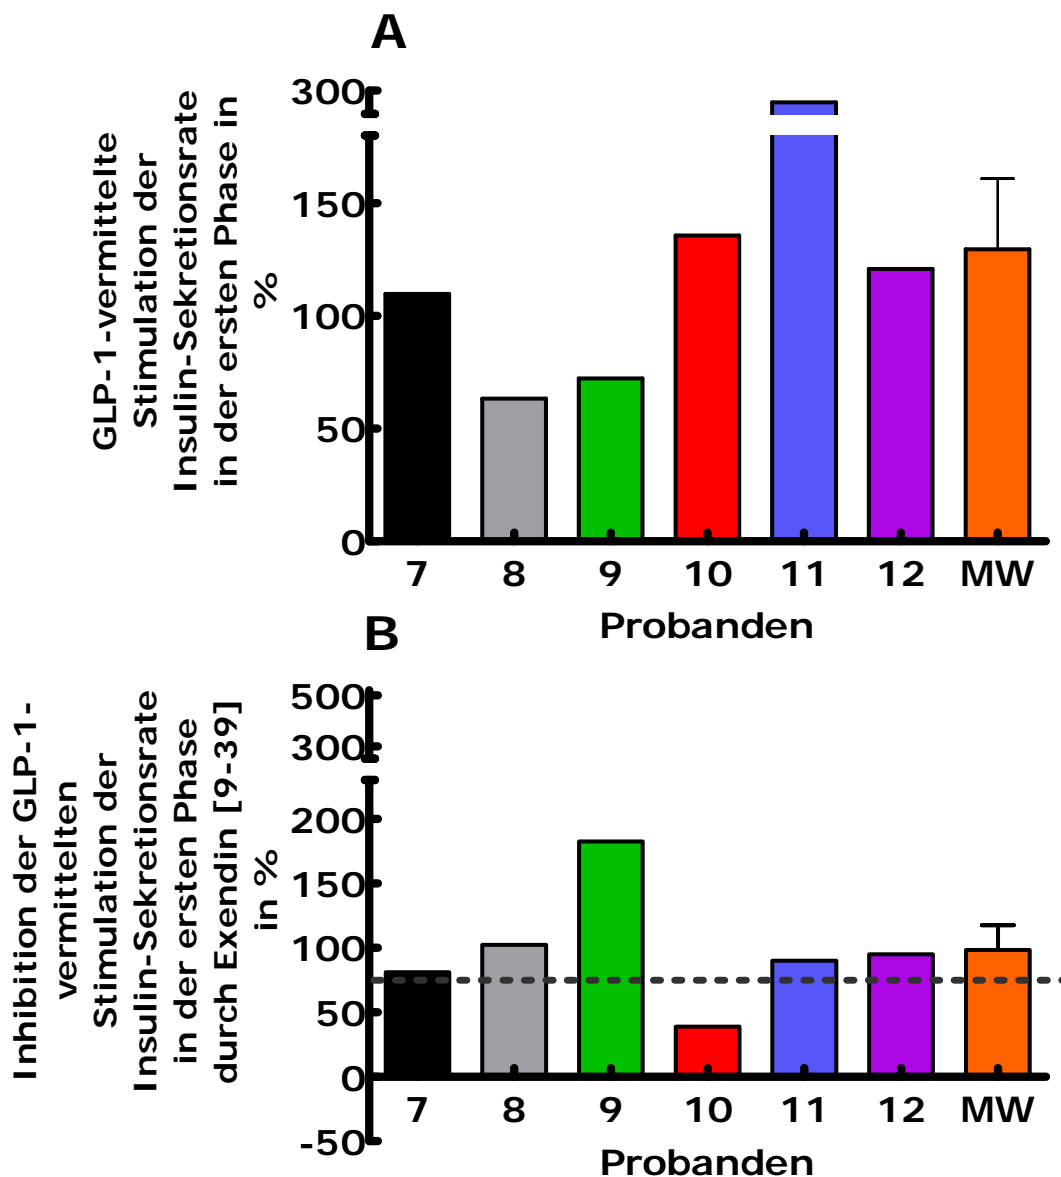 A
GLP-1-vermittelte
Stimulation der
Insulin-Sekretionsrate
in der ersten Phase in
%
300
150
100
50
0
7 8 9 10 11 12 MW
Probanden
B
Inhibition der GLP-1-
vermittelten
Stimulation der
Insulin-Sekretionsrate
in der ersten Phase
durch Exendin [9-39]
in %
500
300
200
150
100
50
0
-50
7 8 9 10 11 12 MW
Probanden